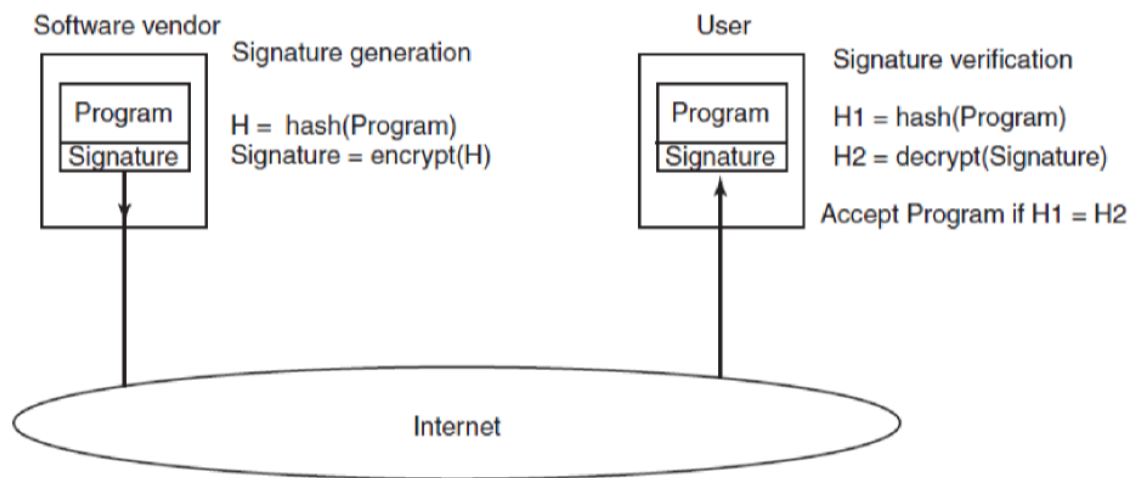 Software vendor
Signature generation
Program
Signature
H = hash(Program)
Signature = encrypt(H)
User
Signature verification
Program
Signature
H1 = hash(Program)
H2 = decrypt(Signature)
Accept Program if H1 = H2
Internet